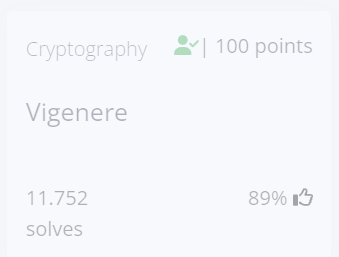 Cryptography | 100 points
Vigenere
11.752 89%
solves